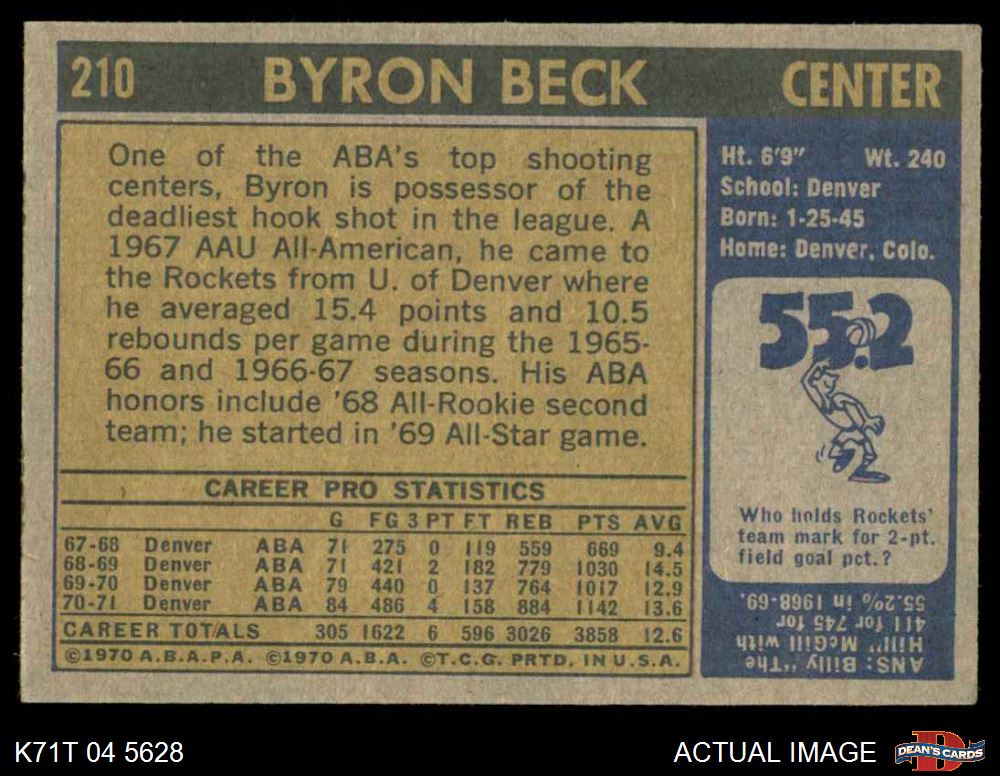 210 BYRON BECK CENTER
One of the ABA's top shooting
centers, Byron is possessor of the
deadliest hook shot in the league. A
1967 AAU All-American, he came to
the Rockets from U. of Denver where
he averaged 15.4 points and 10.5
rebounds per game during the 1965-
66 and 1966-67 seasons. His ABA
honors include '68 All-Rookie second
team; he started in '69 All-Star game.
Ht. 6'9" Wt. 240
School: Denver
Born: 1-25-45
Home: Denver, Colo.
55.2
Who holds Rockets'
team mark for 2-pt.
field goal pct.?
ANS: Billy "The
Hill" McGill with
411 for 745 for
55.2% in 1968-69.
CAREER PRO STATISTICS
G FG 3 PT FT REB PTS AVG
67-68 Denver ABA 71 275 0 119 559 669 9.4
68-69 Denver ABA 71 421 2 182 779 1030 14.5
69-70 Denver ABA 79 440 0 137 764 1017 12.9
70-71 Denver ABA 84 486 4 158 884 1142 13.6
CAREER TOTALS 305 1622 6 596 3026 3858 12.6
©1970 A.B.A.P.A. ©1970 A.B.A. ©T.C.G. PRTD. IN U.S.A.
K71T 04 5628
ACTUAL IMAGE
D
DEAN'S CARDS